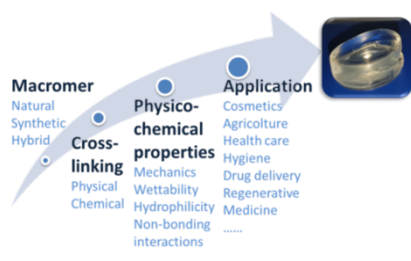 Macromer
Natural
Synthetic
Hybrid
Cross-
linking
Physical
Chemical
Physico-
chemical
properties
Mechanics
Wettability
Hydrophilicity
Non-bonding
interactions
Application
Cosmetics
Agricolture
Health care
Hygiene
Drug delivery
Regenerative
Medicine
......